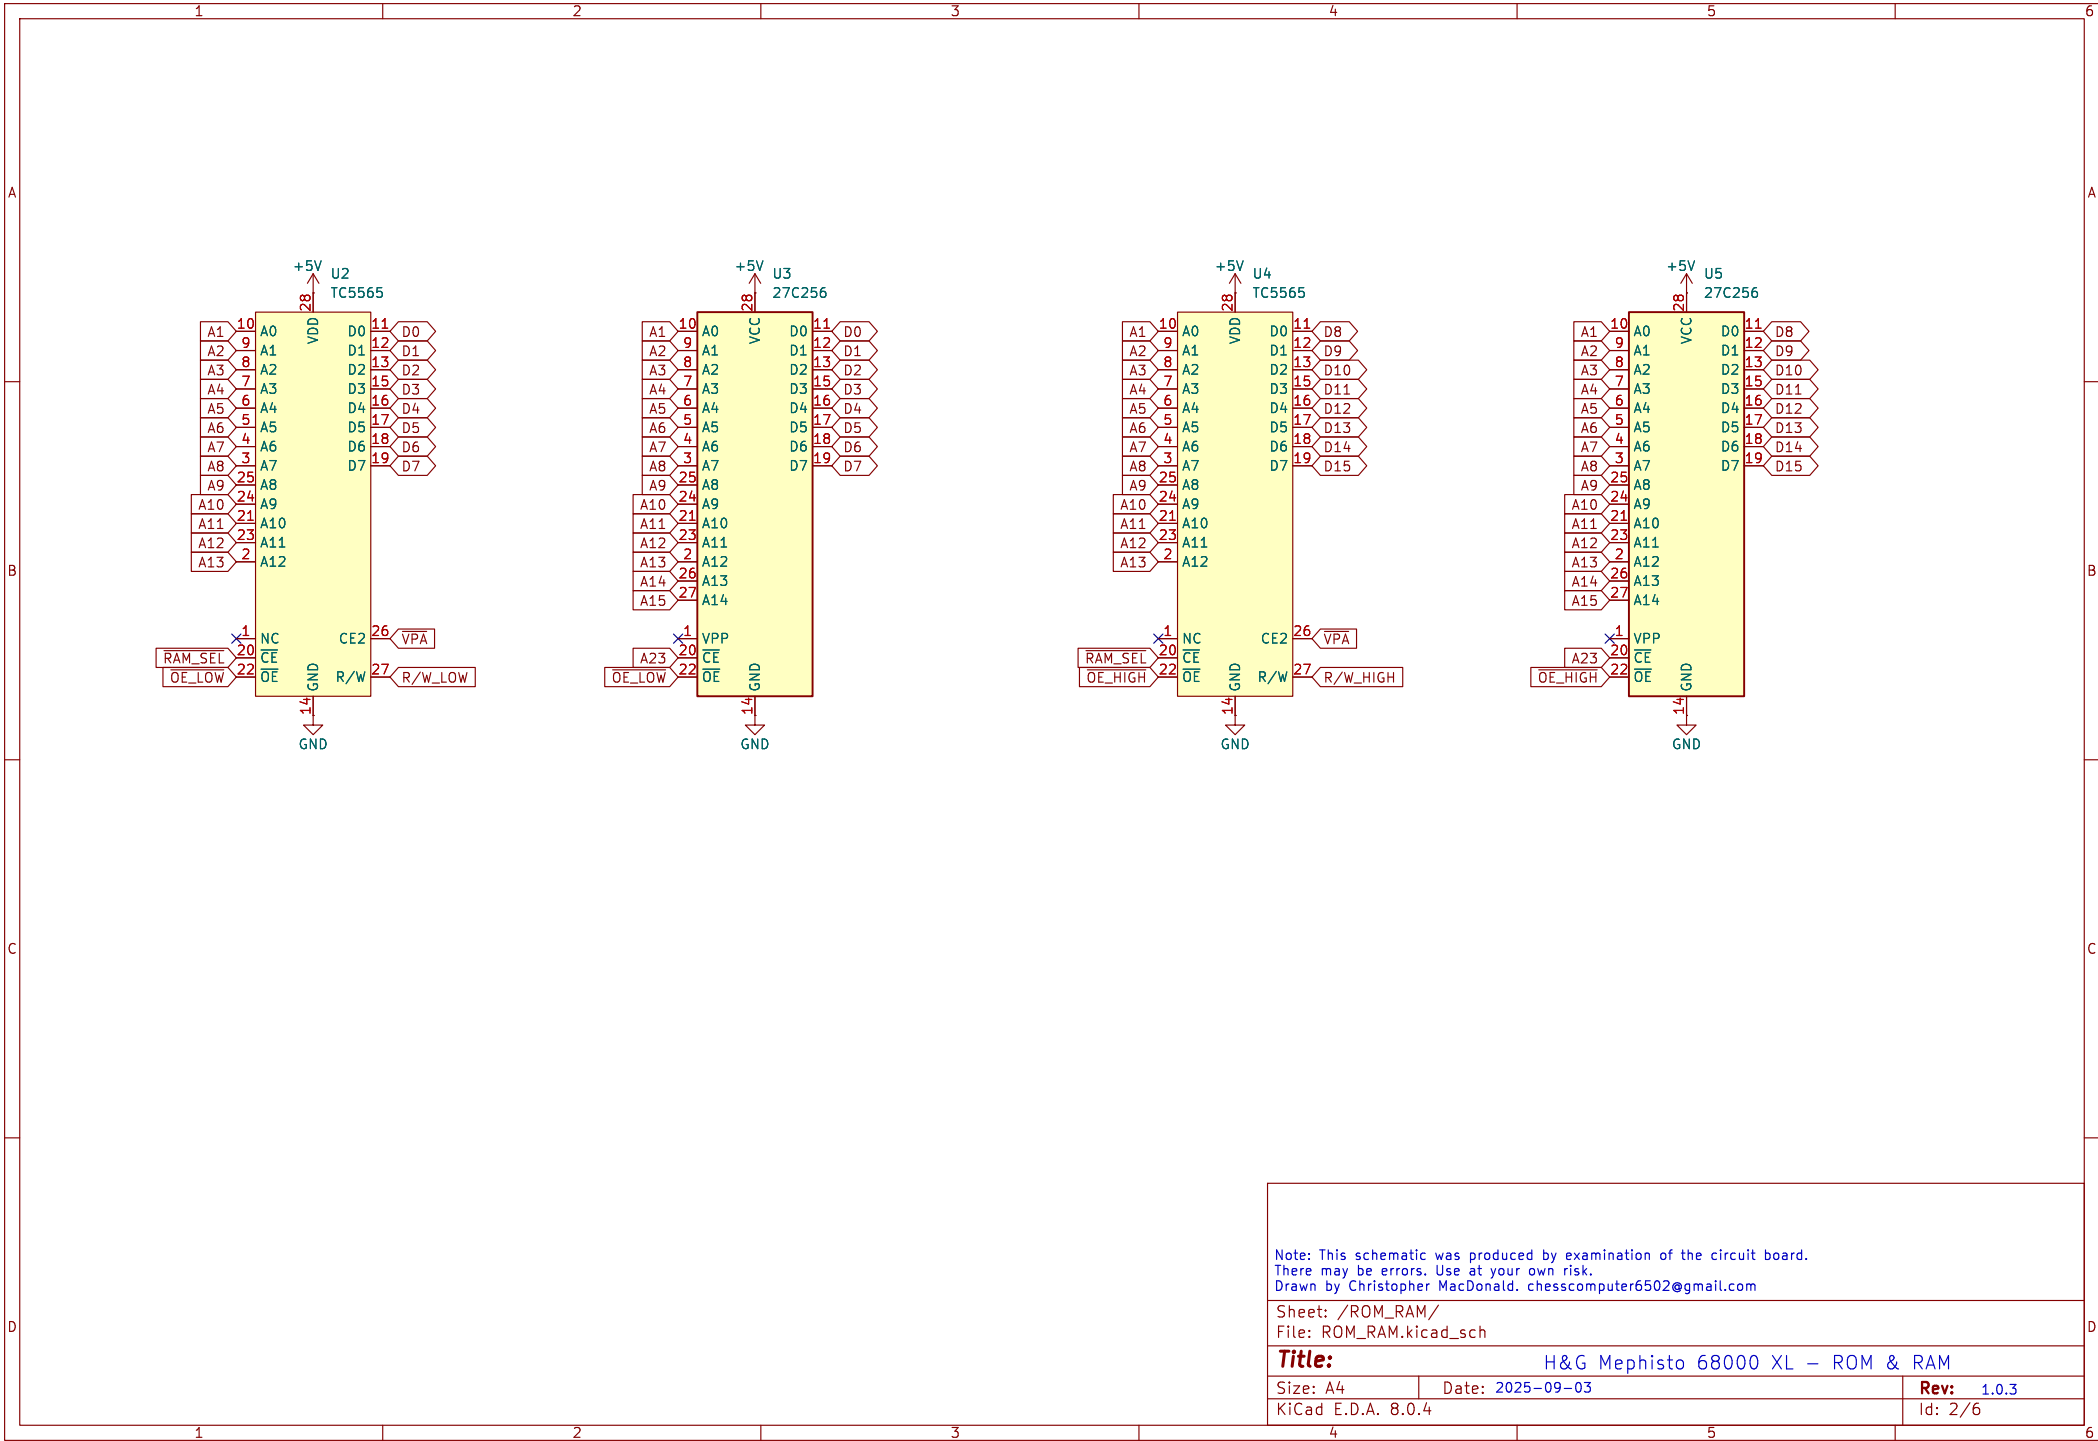 1 2 3 4 5 6
A A
B B
C C
D D
+5V U2
TC5565
28
VDD
A1 10 A0 D0 11 D0
A2 9 A1 D1 12 D1
A3 8 A2 D2 13 D2
A4 7 A3 D3 15 D3
A5 6 A4 D4 16 D4
A6 5 A5 D5 17 D5
A7 4 A6 D6 18 D6
A8 3 A7 D7 19 D7
A9 25 A8
A10 24 A9
A11 21 A10
A12 23 A11
A13 2 A12
1 NC CE2 26 VPA
RAM_SEL 20 CE
OE_LOW 22 OE R/W 27 R/W_LOW
GND
14
GND
+5V U3
27C256
28
VCC
A1 10 A0 D0 11 D0
A2 9 A1 D1 12 D1
A3 8 A2 D2 13 D2
A4 7 A3 D3 15 D3
A5 6 A4 D4 16 D4
A6 5 A5 D5 17 D5
A7 4 A6 D6 18 D6
A8 3 A7 D7 19 D7
A9 25 A8
A10 24 A9
A11 21 A10
A12 23 A11
A13 2 A12
A14 26 A13
A15 27 A14
1 VPP
A23 20 CE
OE_LOW 22 OE
GND
14
GND
+5V U4
TC5565
28
VDD
A1 10 A0 D0 11 D8
A2 9 A1 D1 12 D9
A3 8 A2 D2 13 D10
A4 7 A3 D3 15 D11
A5 6 A4 D4 16 D12
A6 5 A5 D5 17 D13
A7 4 A6 D6 18 D14
A8 3 A7 D7 19 D15
A9 25 A8
A10 24 A9
A11 21 A10
A12 23 A11
A13 2 A12
1 NC CE2 26 VPA
RAM_SEL 20 CE
OE_HIGH 22 OE R/W 27 R/W_HIGH
GND
14
GND
+5V U5
27C256
28
VCC
A1 10 A0 D0 11 D8
A2 9 A1 D1 12 D9
A3 8 A2 D2 13 D10
A4 7 A3 D3 15 D11
A5 6 A4 D4 16 D12
A6 5 A5 D5 17 D13
A7 4 A6 D6 18 D14
A8 3 A7 D7 19 D15
A9 25 A8
A10 24 A9
A11 21 A10
A12 23 A11
A13 2 A12
A14 26 A13
A15 27 A14
1 VPP
A23 20 CE
OE_HIGH 22 OE
GND
14
GND
Note: This schematic was produced by examination of the circuit board.
There may be errors. Use at your own risk.
Drawn by Christopher MacDonald. chesscomputer6502@gmail.com
Sheet: /ROM_RAM/
File: ROM_RAM.kicad_sch
Title: H&G Mephisto 68000 XL – ROM & RAM
Size: A4 Date: 2025-09-03 Rev: 1.0.3
KiCad E.D.A. 8.0.4 Id: 2/6
1 2 3 4 5 6